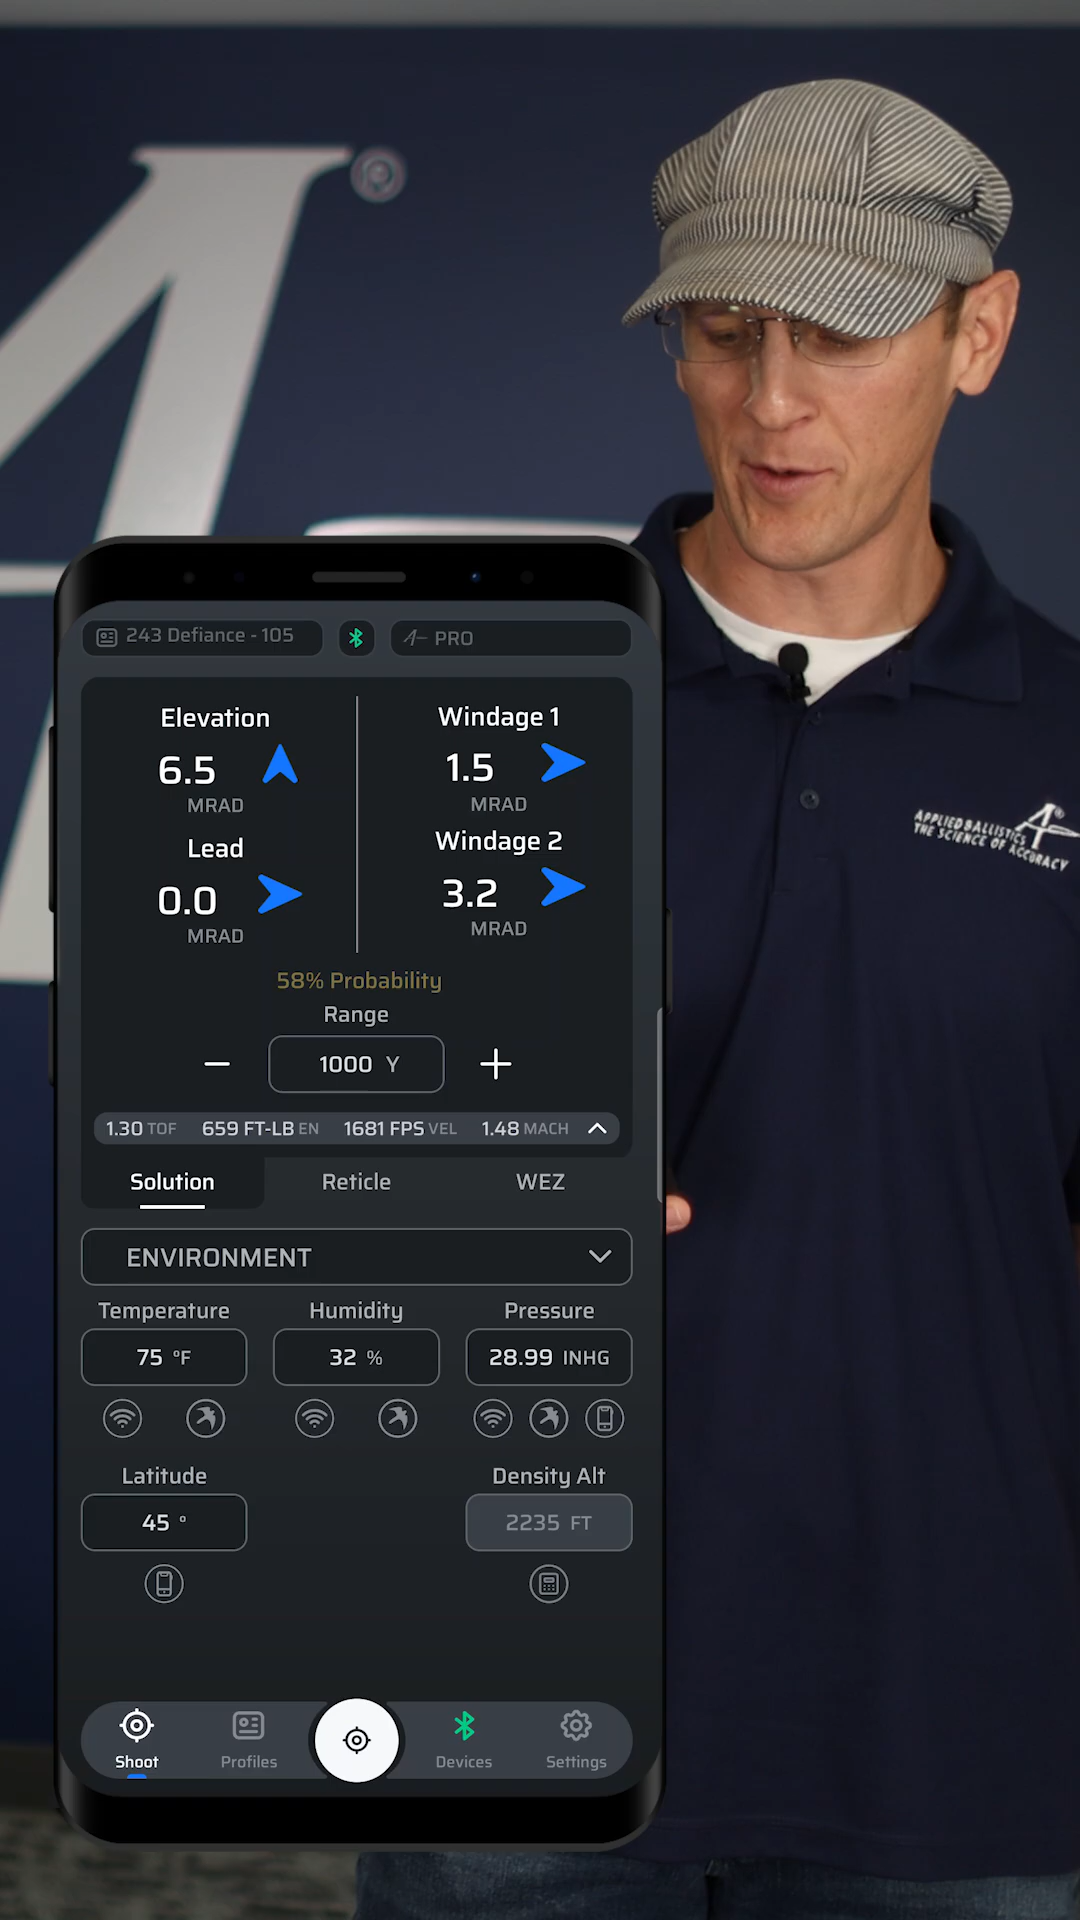 ®
243 Defiance - 105
PRO
Elevation
6.5
MRAD
Windage 1
1.5
MRAD
Lead
0.0
MRAD
Windage 2
3.2
MRAD
58% Probability
Range
1000 Y
1.30 TOF 659 FT-LB EN 1681 FPS VEL 1.48 MACH
Solution Reticle WEZ
ENVIRONMENT
Temperature Humidity Pressure
75 °F 32 % 28.99 INHG
Latitude Density Alt
45 ° 2235 FT
Shoot Profiles Devices Settings
APPLIED BALLISTICS
THE SCIENCE OF ACCURACY